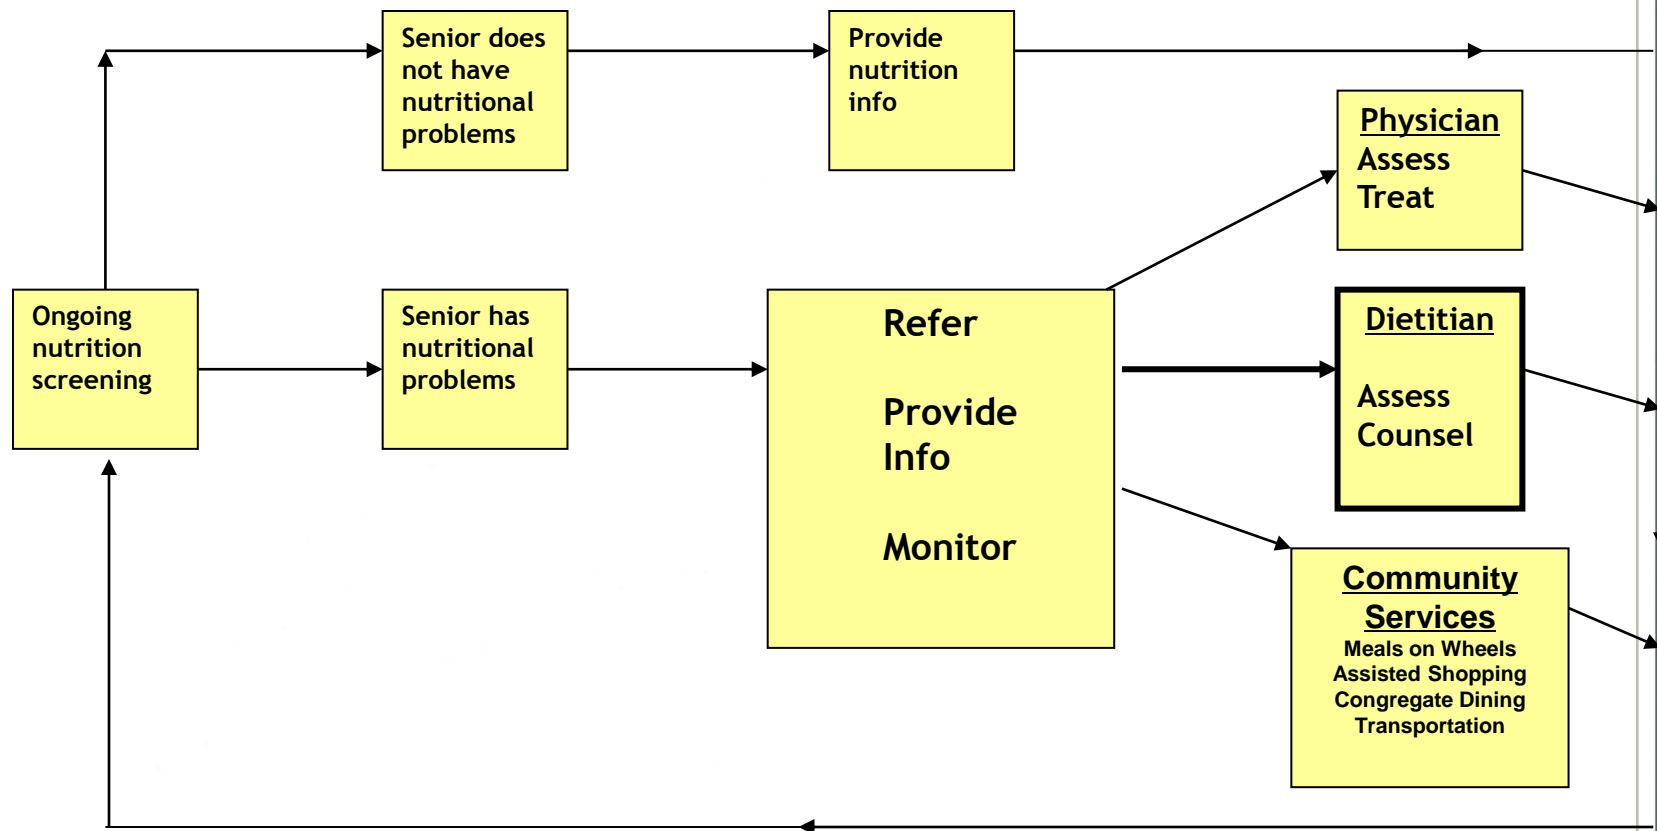 Senior does
not have
nutritional
problems
Provide
nutrition
info
Physician
Assess
Treat
Ongoing
nutrition
screening
Senior has
nutritional
problems
Refer
Provide
Info
Monitor
Dietitian
Assess
Counsel
Community
Services
Meals on Wheels
Assisted Shopping
Congregate Dining
Transportation